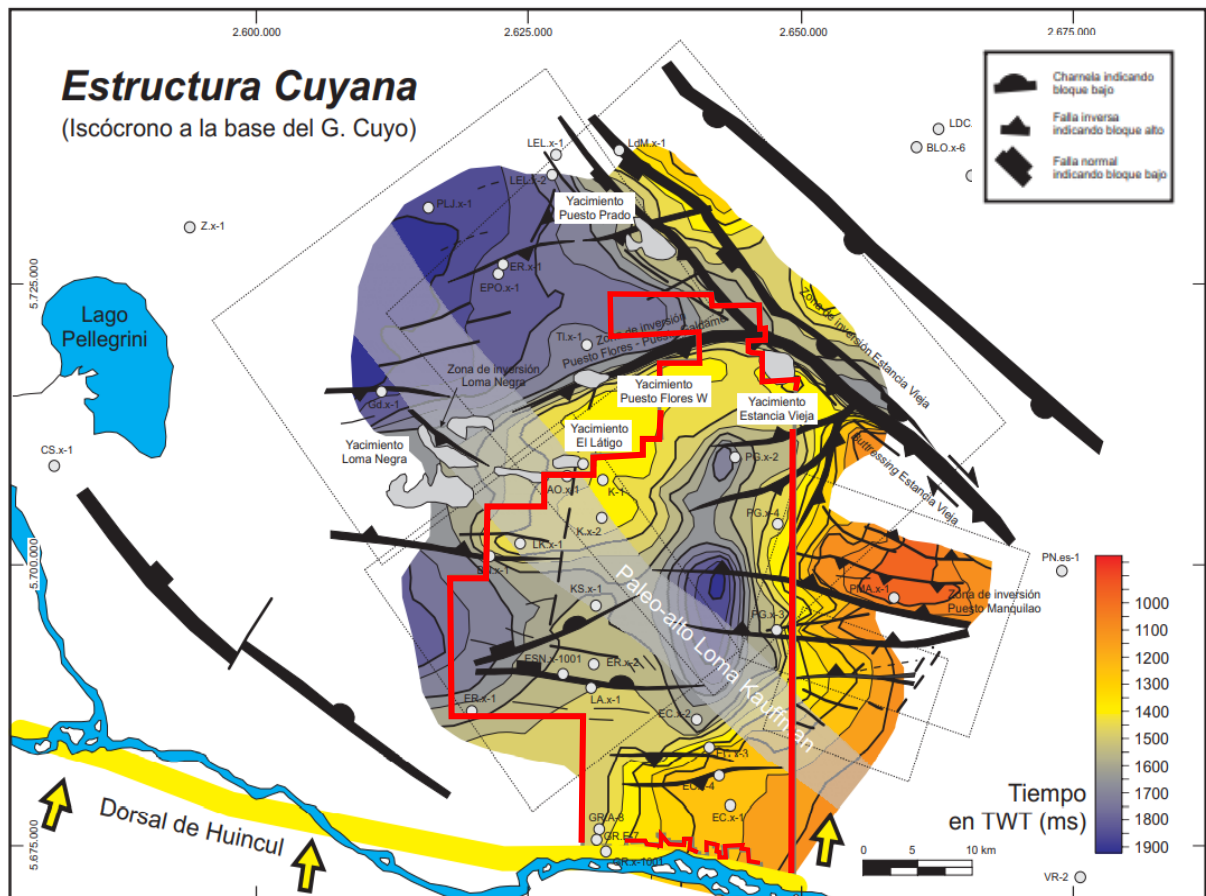 2.600.000
2.625.000
2.650.000
2.675.000
Estructura Cuyana
(Iscócrono a la base del G. Cuyo)
Charnela indicando
bloque bajo
Falla inversa
indicando bloque alto
Falla normal
indicando bloque bajo
LDC.
BLO.x-6
LEL.x-1
LdM.x-1
LEL.x-2
PLJ.x-1
Z.x-1
Yacimiento
Puesto Prado
ER.x-1
EPO.x-1
5.725.000
Lago
Pellegrini
TI.x-1
Zona de inversión
Puesto Flores - Puesto
Zona de Inversión Estancia Vieja
Zona de inversión
Loma Negra
Gd.x-1
Yacimiento
Puesto Flores W
Yacimiento
Estancia Vieja
Yacimiento
El Látigo
Yacimiento
Loma Negra
CS.x-1
Buttressing Estancia Vieja
PG.x-2
K-1
PG.x-4
K.x-2
LK.x-1
5.700.000
PN.es-1
KS.x-1
PMA.x-1
Zona de inversión
Puesto Manquilao
PG.x-3
Paleo-alto Loma Kauffman
ESN.x-1001
ER.x-2
LA.x-1
ER.x-1
EC.x-2
EC.x-1
GR.A-8
GR.E-7
GR.x-1001
Dorsal de Huincul
5.675.000
Tiempo
en TWT (ms)
1000
1100
1200
1300
1400
1500
1600
1700
1800
1900
0 5 10 km
VR-2